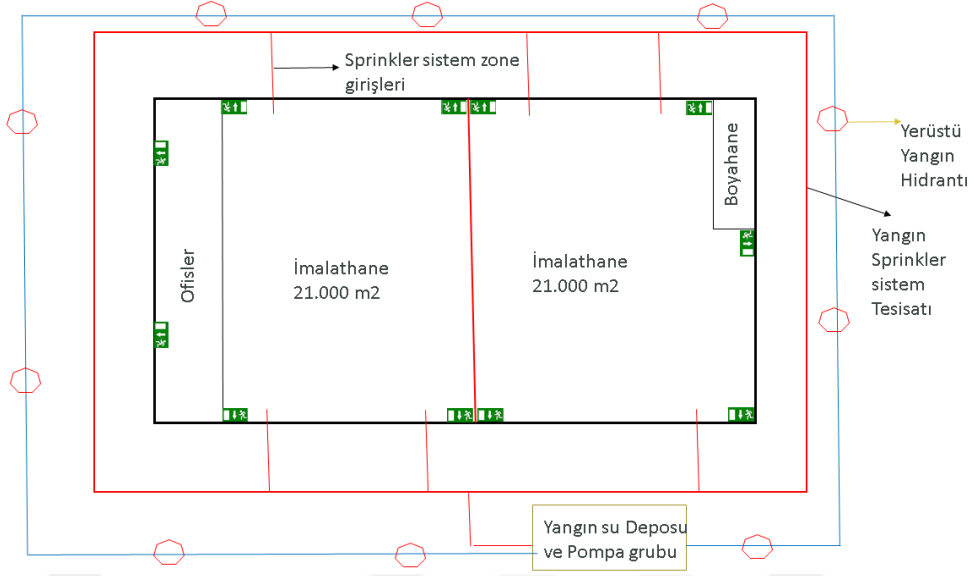 Sprinkler sistem zone
girişleri
Yerüstü
Yangın
Hidrantı
Boyahane
Yangın
Sprinkler
sistem
Tesisatı
Ofisler
İmalathane
21.000 m2
İmalathane
21.000 m2
Yangın su Deposu
ve Pompa grubu